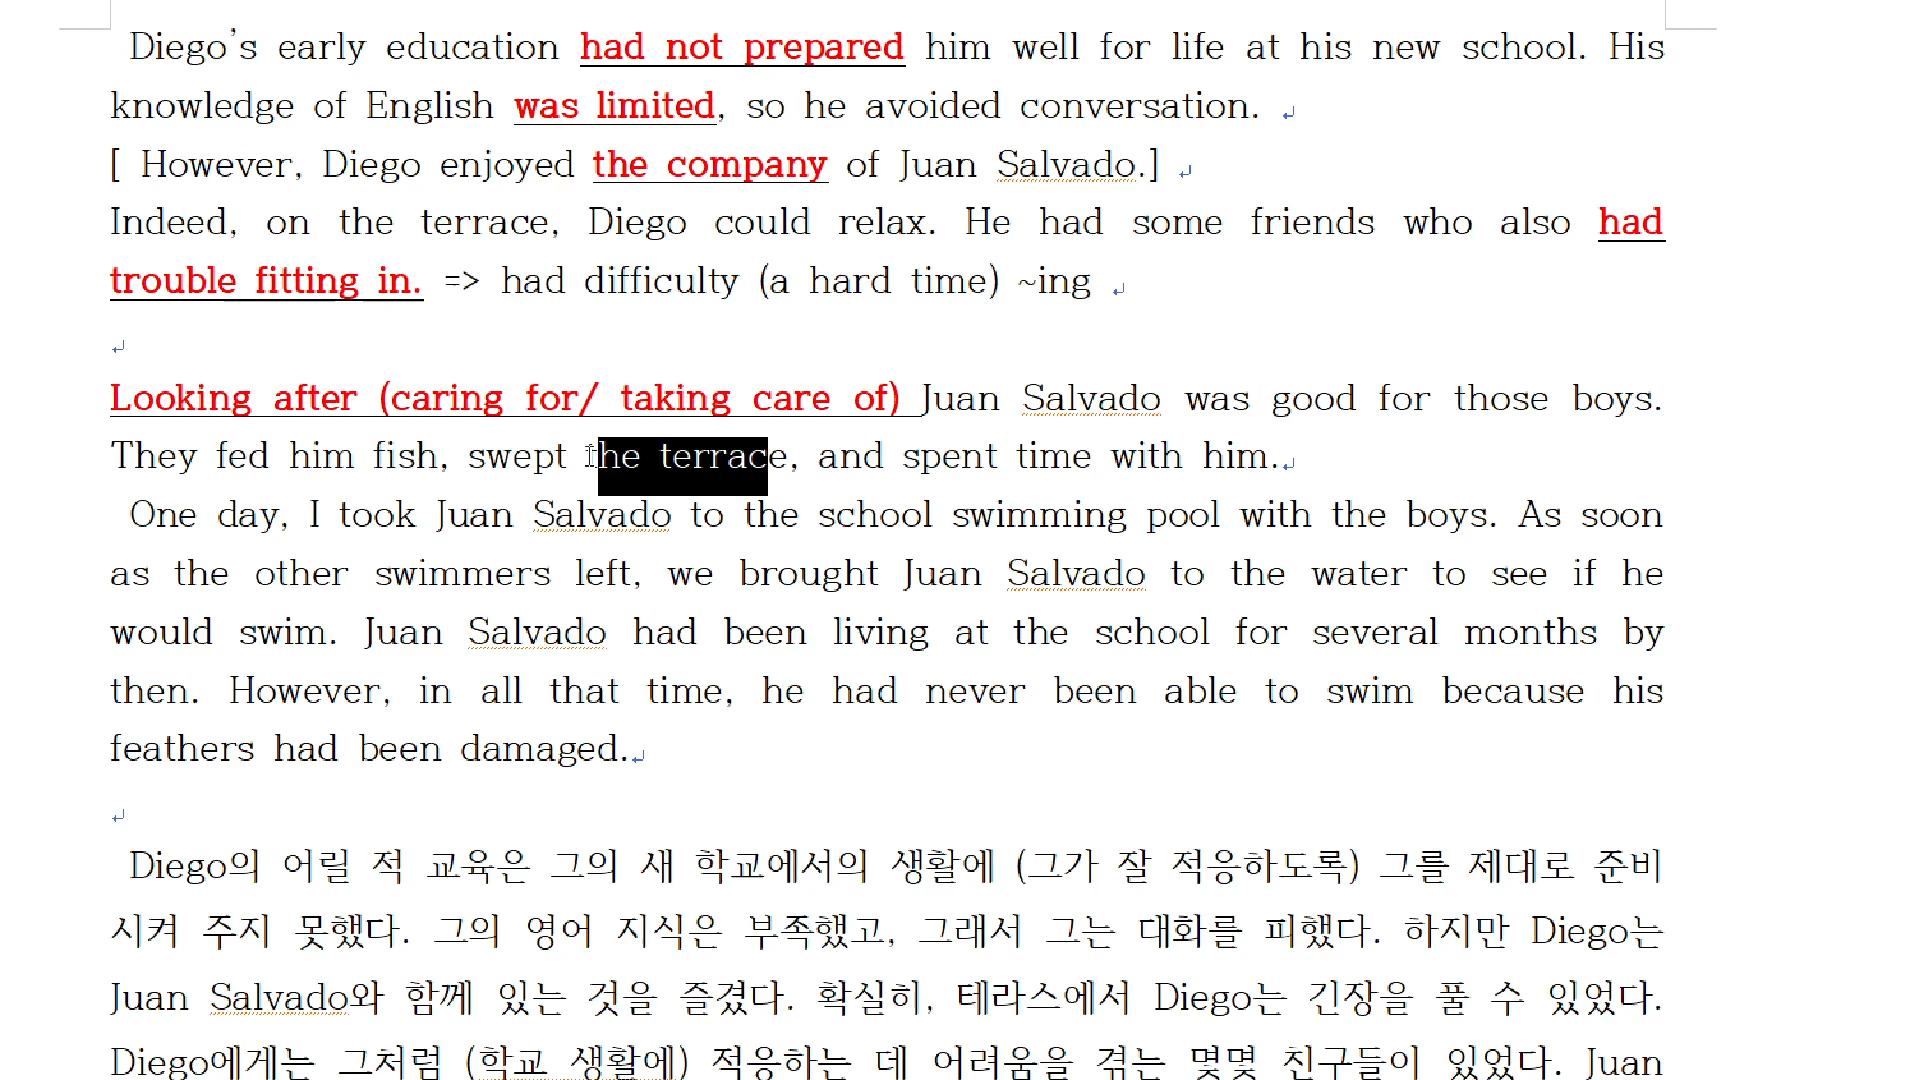 Diego's early education had not prepared him well for life at his new school. His
knowledge of English was limited, so he avoided conversation.
[ However, Diego enjoyed the company of Juan Salvado.]
Indeed, on the terrace, Diego could relax. He had some friends who also had
trouble fitting in. => had difficulty (a hard time) ~ing
Looking after (caring for/ taking care of) Juan Salvado was good for those boys.
They fed him fish, swept the terrace, and spent time with him.
One day, I took Juan Salvado to the school swimming pool with the boys. As soon
as the other swimmers left, we brought Juan Salvado to the water to see if he
would swim. Juan Salvado had been living at the school for several months by
then. However, in all that time, he had never been able to swim because his
feathers had been damaged.
Diego의 어릴 적 교육은 그의 새 학교에서의 생활에 (그가 잘 적응하도록) 그를 제대로 준비
시켜 주지 못했다. 그의 영어 지식은 부족했고, 그래서 그는 대화를 피했다. 하지만 Diego는
Juan Salvado와 함께 있는 것을 즐겼다. 확실히, 테라스에서 Diego는 긴장을 풀 수 있었다.
Diego에게는 그처럼 (학교 생활에) 적응하는 데 어려움을 겪는 몇몇 친구들이 있었다. Juan